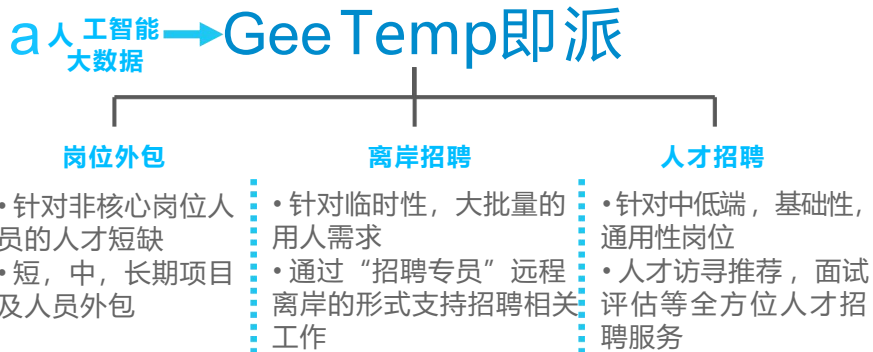 a 人工智能 GeeTemp即派
大数据
岗位外包
• 针对非核心岗位人
员的人才短缺
• 短，中，长期项目
及人员外包
离岸招聘
• 针对临时性，大批量的
用人需求
• 通过“招聘专员”远程
离岸的形式支持招聘相关
工作
人才招聘
• 针对中低端，基础性，
通用性岗位
• 人才访寻推荐，面试
评估等全方位人才招
聘服务